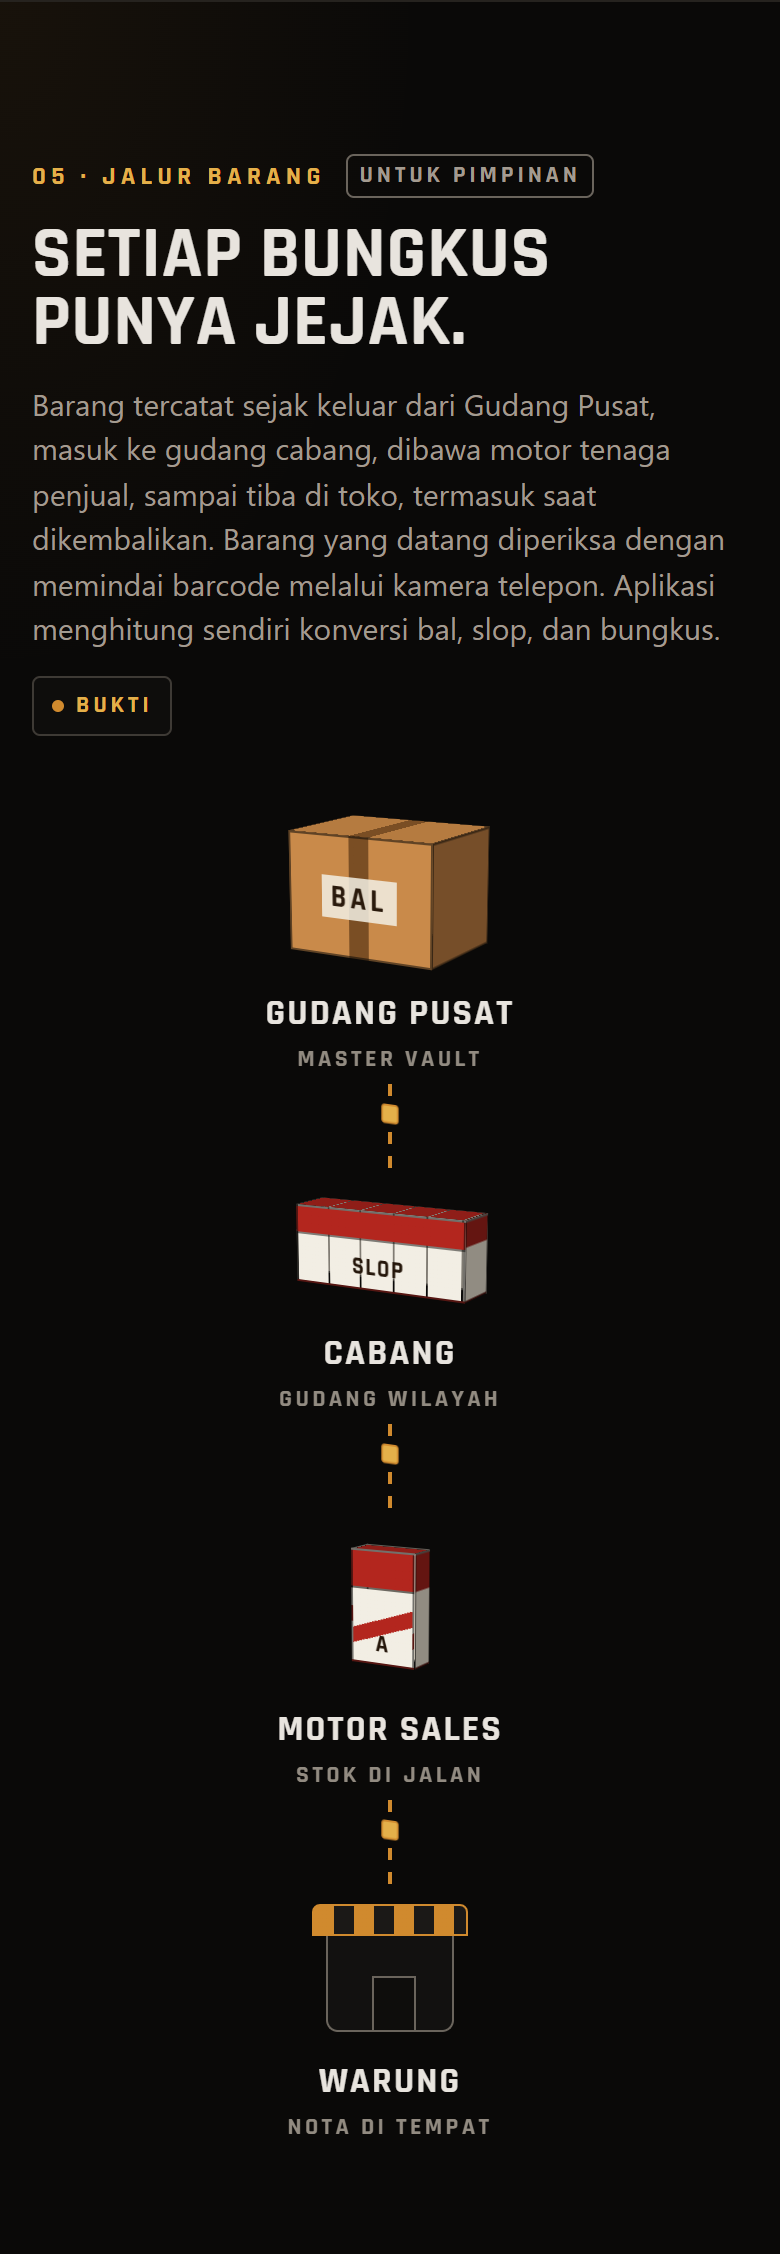 05 · JALUR BARANG
UNTUK PIMPINAN
SETIAP BUNGKUS
PUNYA JEJAK.
Barang tercatat sejak keluar dari Gudang Pusat,
masuk ke gudang cabang, dibawa motor tenaga
penjual, sampai tiba di toko, termasuk saat
dikembalikan. Barang yang datang diperiksa dengan
memindai barcode melalui kamera telepon. Aplikasi
menghitung sendiri konversi bal, slop, dan bungkus.
BUKTI
BAL
GUDANG PUSAT
MASTER VAULT
SLOP
CABANG
GUDANG WILAYAH
A
MOTOR SALES
STOK DI JALAN
WARUNG
NOTA DI TEMPAT